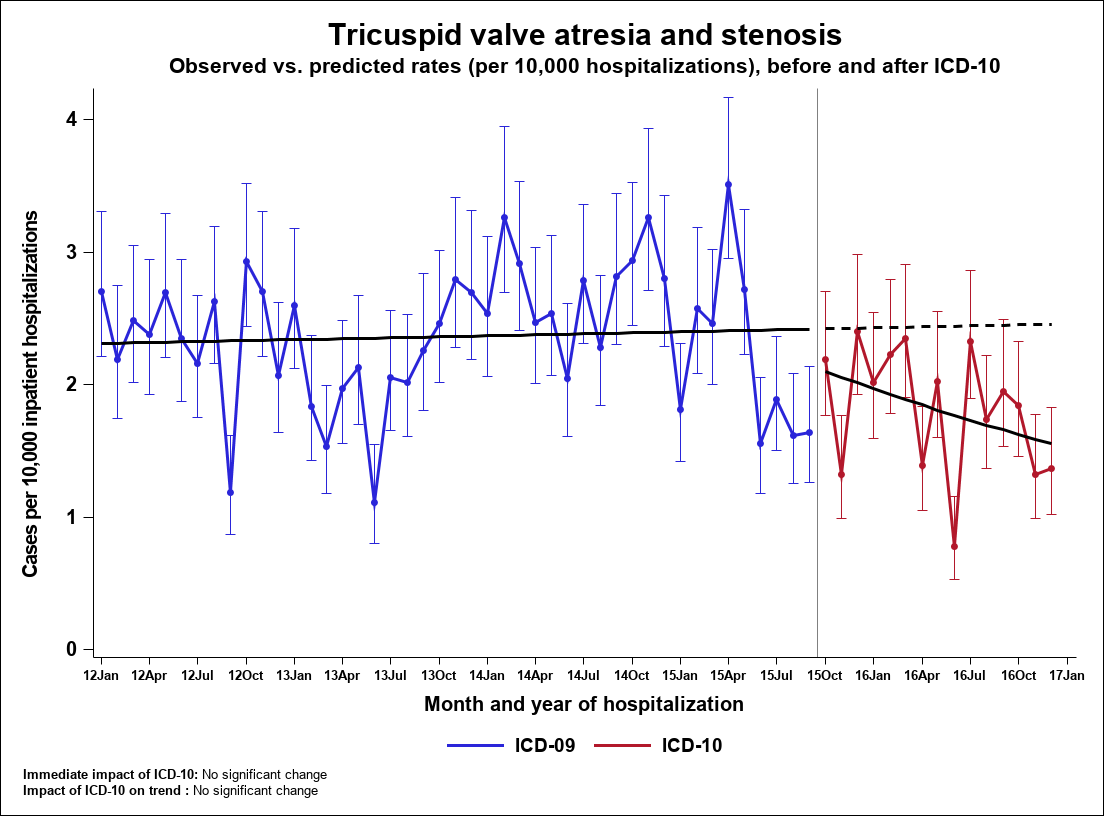 Tricuspid valve atresia and stenosis
Observed vs. predicted rates (per 10,000 hospitalizations), before and after ICD-10
Cases per 10,000 inpatient hospitalizations
4
3
2
1
0
12Jan 12Apr 12Jul 12Oct 13Jan 13Apr 13Jul 13Oct 14Jan 14Apr 14Jul 14Oct 15Jan 15Apr 15Jul 15Oct 16Jan 16Apr 16Jul 16Oct 17Jan
Month and year of hospitalization
ICD-09 ICD-10
Immediate impact of ICD-10: No significant change
Impact of ICD-10 on trend : No significant change